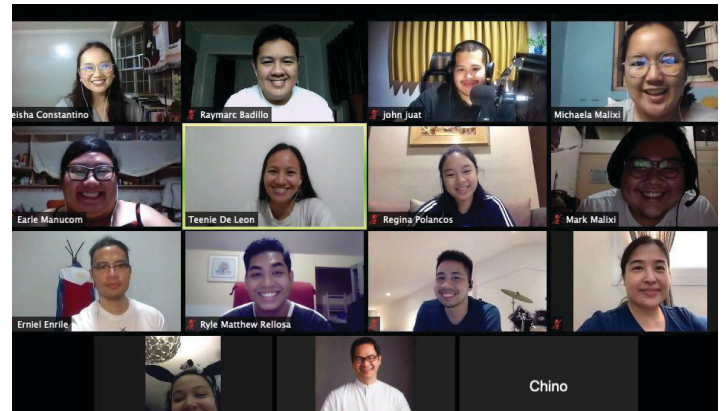 eisha Constantino
Raymarc Badillo
john juat
Michaela Malixi
Earle Manucom
Teenie De Leon
Regina Polancos
Mark Malixi
Erniel Enrile
Ryle Matthew Rellosa
Chino